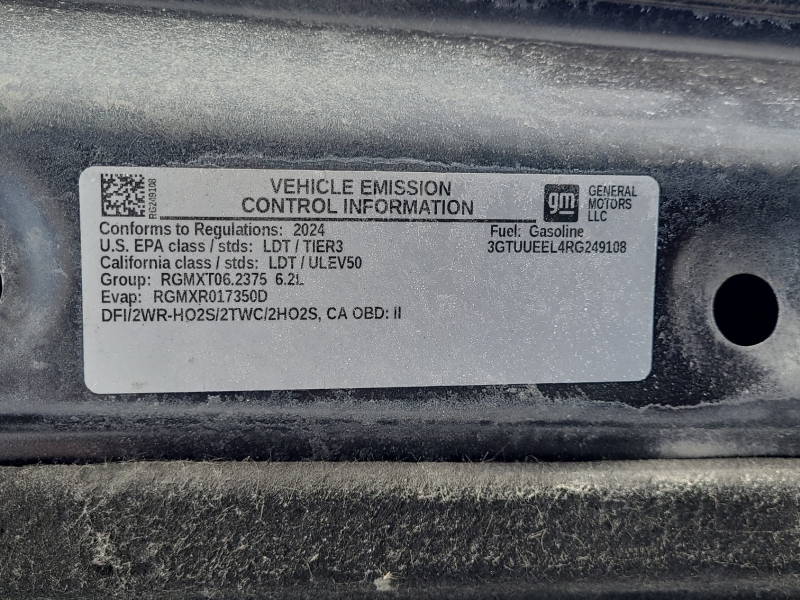 RG249108
VEHICLE EMISSION
CONTROL INFORMATION
gm
GENERAL
MOTORS
LLC
Conforms to Regulations: 2024
Fuel: Gasoline
U.S. EPA class / stds: LDT / TIER3
3GTUUEEL4RG249108
California class / stds: LDT / ULEV50
Group: RGMXT06.2375 6.2L
Evap: RGMXR017350D
DFI/2WR-HO2S/2TWC/2HO2S, CA OBD: II